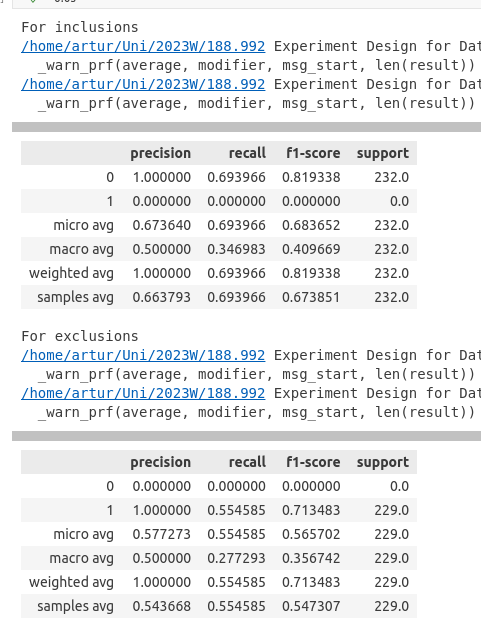 For inclusions
/home/artur/Uni/2023W/188.992 Experiment Design for Dat
_warn_prf(average, modifier, msg_start, len(result))
/home/artur/Uni/2023W/188.992 Experiment Design for Dat
_warn_prf(average, modifier, msg_start, len(result))
precision recall f1-score support
0 1.000000 0.693966 0.819338 232.0
1 0.000000 0.000000 0.000000 0.0
micro avg 0.673640 0.693966 0.683652 232.0
macro avg 0.500000 0.346983 0.409669 232.0
weighted avg 1.000000 0.693966 0.819338 232.0
samples avg 0.663793 0.693966 0.673851 232.0
For exclusions
/home/artur/Uni/2023W/188.992 Experiment Design for Dat
_warn_prf(average, modifier, msg_start, len(result))
/home/artur/Uni/2023W/188.992 Experiment Design for Dat
_warn_prf(average, modifier, msg_start, len(result))
precision recall f1-score support
0 0.000000 0.000000 0.000000 0.0
1 1.000000 0.554585 0.713483 229.0
micro avg 0.577273 0.554585 0.565702 229.0
macro avg 0.500000 0.277293 0.356742 229.0
weighted avg 1.000000 0.554585 0.713483 229.0
samples avg 0.543668 0.554585 0.547307 229.0